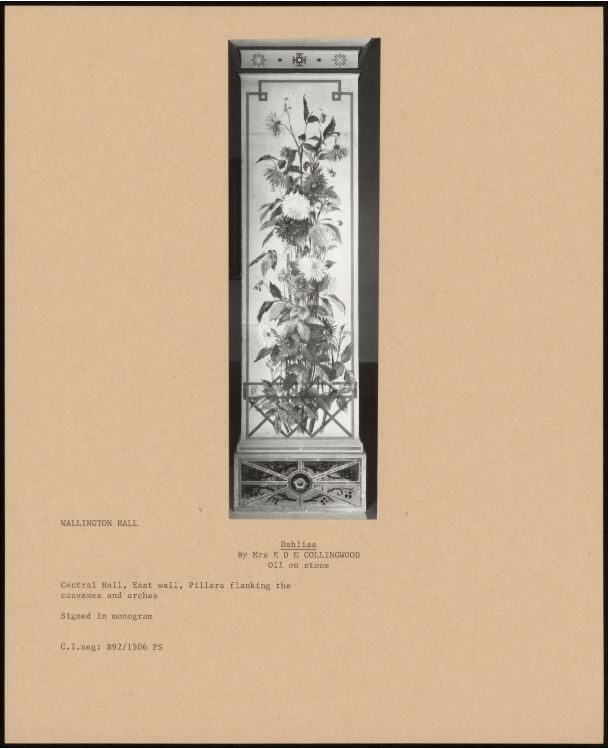 WALLINGTON HALL
Dahlias
By Mrs E D M COLLINGWOOD
Oil on stone
Central Hall, East wall, Pillars flanking the
canvases and arches
Signed in monogram
C.I.neg: B92/1506 PS